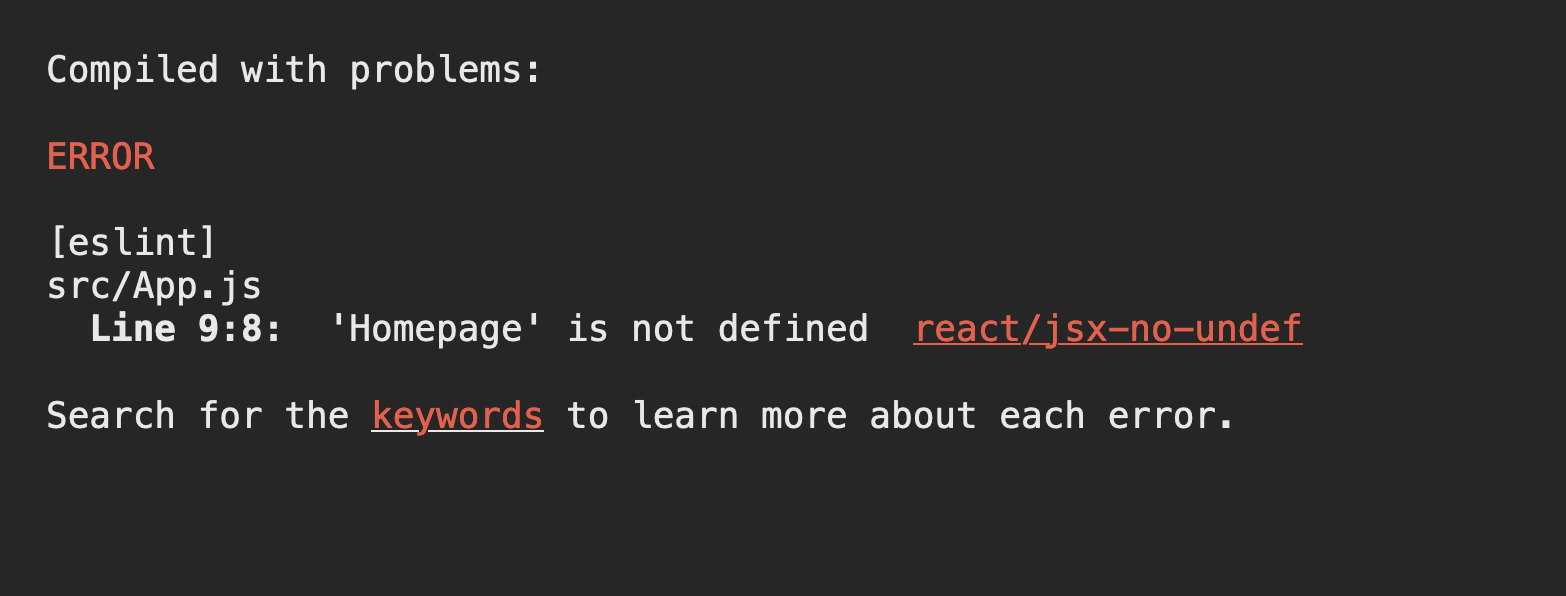 Compiled with problems:
ERROR
[eslint]
src/App.js
Line 9:8: 'Homepage' is not defined react/jsx-no-undef
Search for the keywords to learn more about each error.